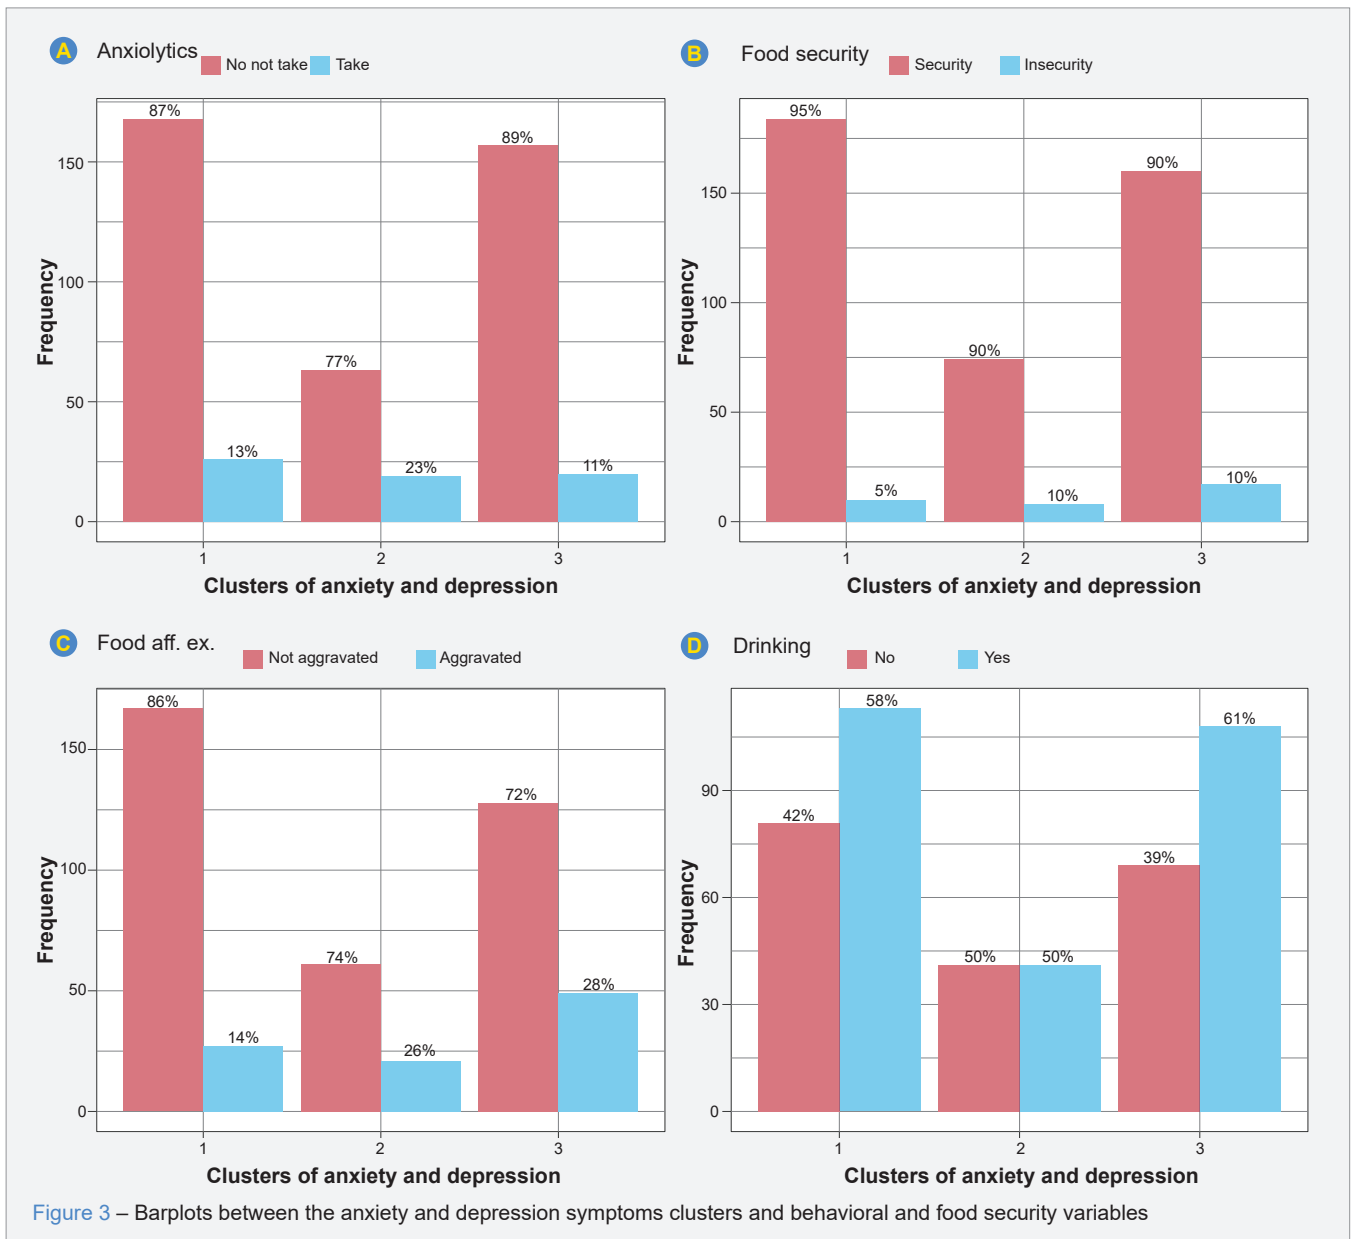 A Anxiolytics No not take Take
87%
13%
77%
23%
89%
11%
150
100
50
0
Frequency
1 2 3
Clusters of anxiety and depression
B Food security Security Insecurity
95%
5%
90%
10%
90%
10%
150
100
50
0
Frequency
1 2 3
Clusters of anxiety and depression
C Food aff. ex. Not aggravated Aggravated
86%
14%
74%
26%
72%
28%
150
100
50
0
Frequency
1 2 3
Clusters of anxiety and depression
D Drinking No Yes
42%
58%
50%
50%
39%
61%
90
60
30
0
Frequency
1 2 3
Clusters of anxiety and depression
Figure 3 – Barplots between the anxiety and depression symptoms clusters and behavioral and food security variables